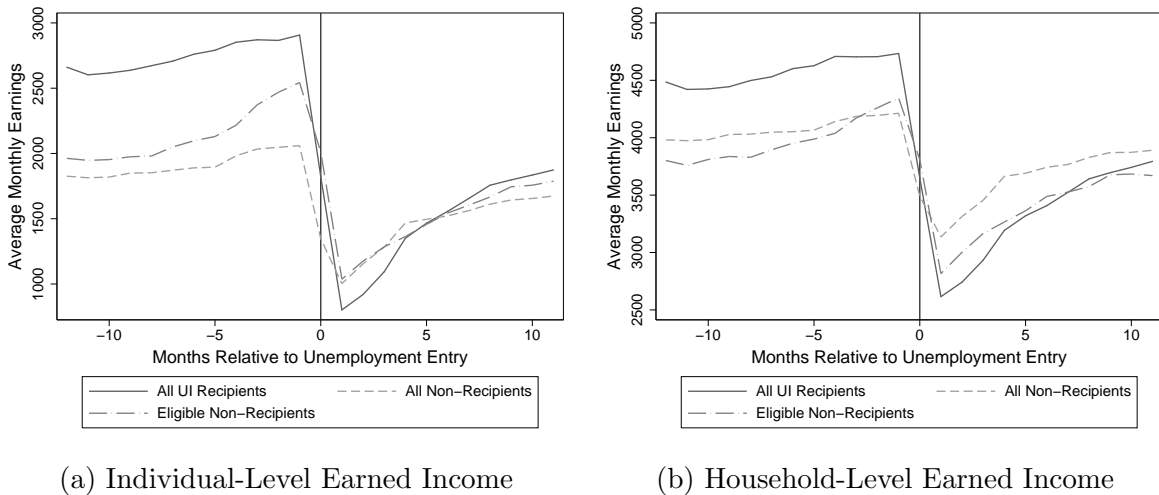 3000
2500
2000
1500
1000
Average Monthly Earnings
−10 −5 0 5 10
Months Relative to Unemployment Entry
All UI Recipients All Non−Recipients
Eligible Non−Recipients
(a) Individual-Level Earned Income
5000
4500
4000
3500
3000
2500
Average Monthly Earnings
−10 −5 0 5 10
Months Relative to Unemployment Entry
All UI Recipients All Non−Recipients
Eligible Non−Recipients
(b) Household-Level Earned Income